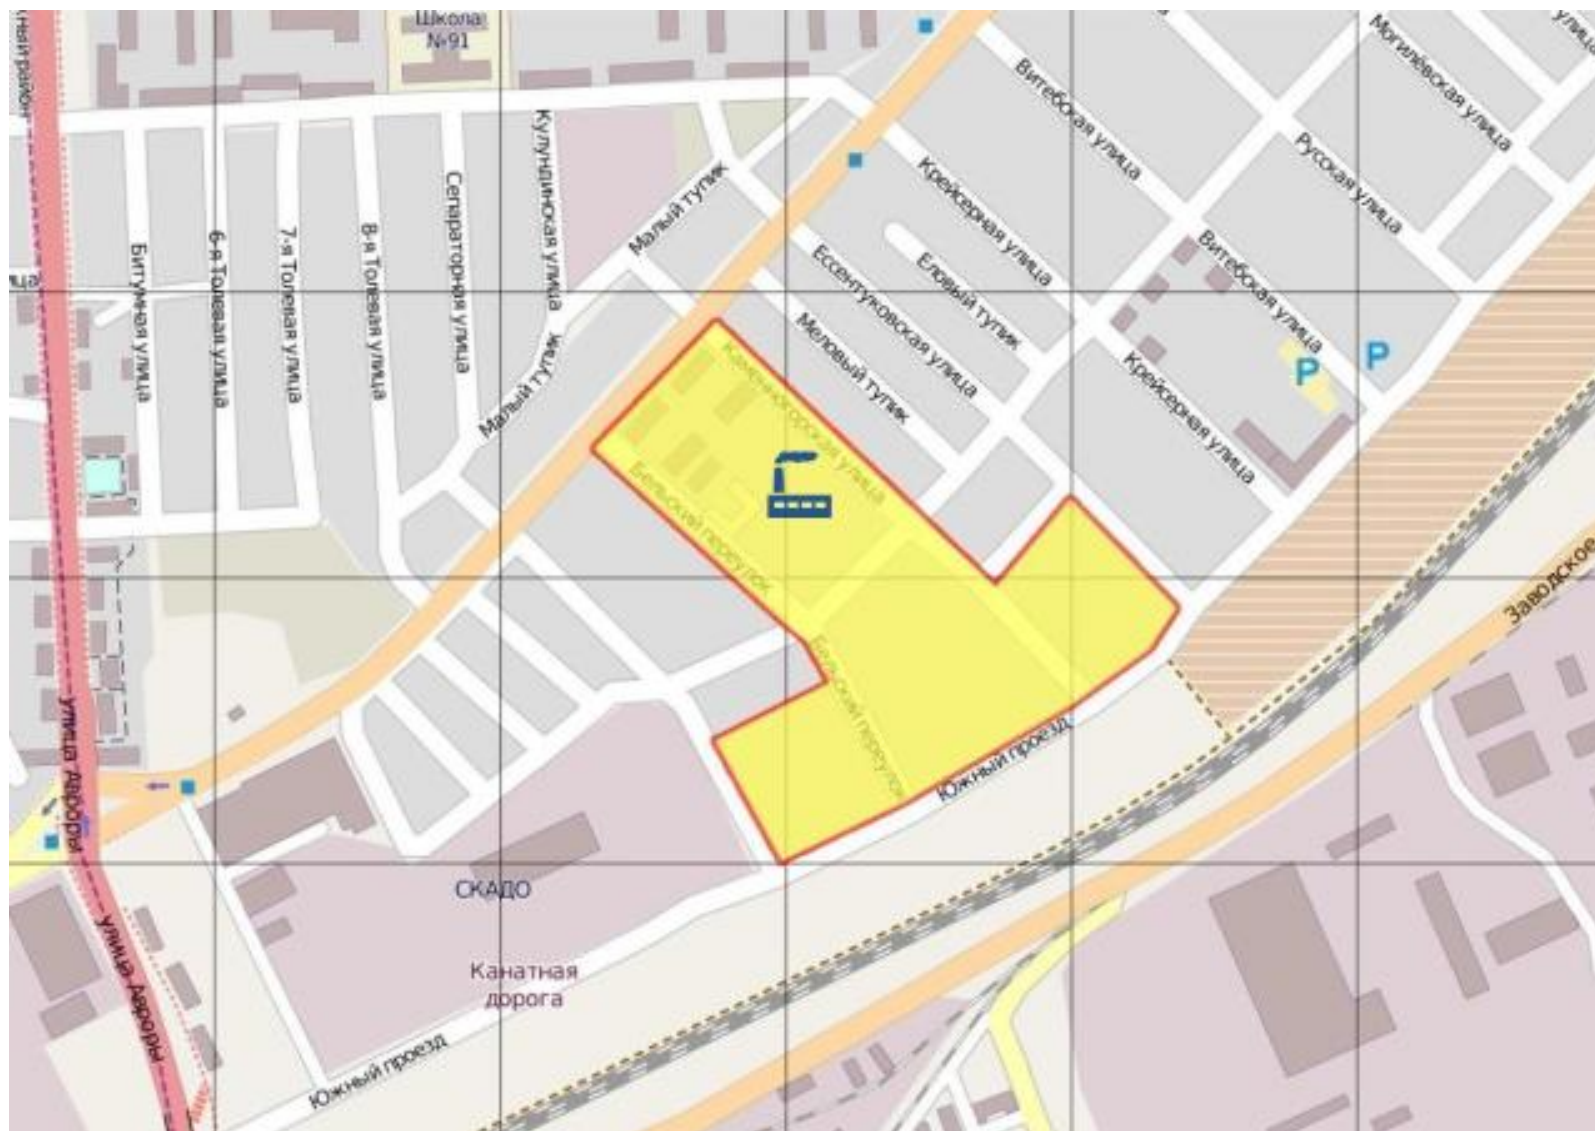 Школа
№91
Витебская улица
Могилёвская улица
Русская улица
Крейсерная улица
Кулундинская улица
Малый тупик
Сепараторная улица
Битумная улица
6-я Толевая улица
7-я Толевая улица
8-я Толевая улица
Ессентуковская улица
Еловый тупик
Витебская улица
Меловый тупик
Малый тупик
Каменногорская улица
Крейсерная улица
P
P
Бельский переулок
Бельский переулок
Заводское
Южный проезд
улица Авроры
СКАДО
улица Авроры
Канатная
дорога
Южный проезд